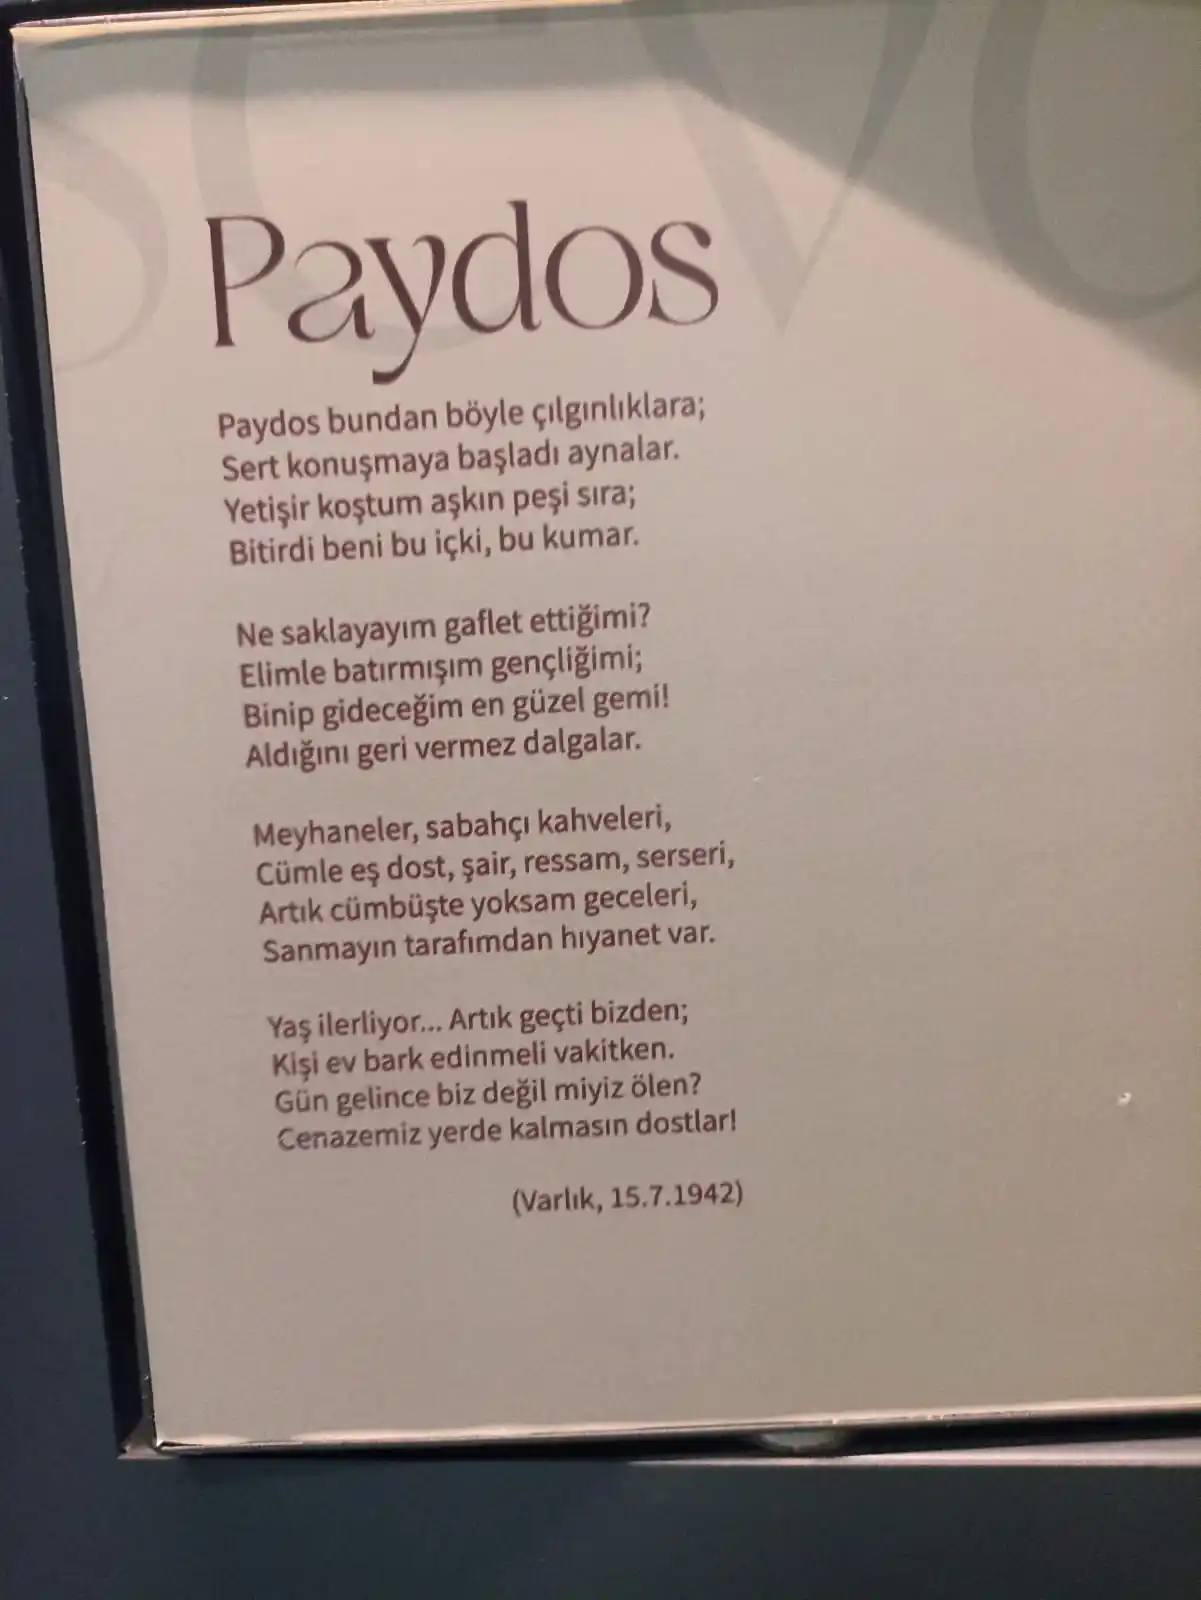 Paydos
Paydos bundan böyle çılgınlıklara;
Sert konuşmaya başladı aynalar.
Yetişir koştum aşkın peşi sıra;
Bitirdi beni bu içki, bu kumar.
Ne saklayayım gaflet ettiğimi?
Elimle batırmışım gençliğimi;
Binip gideceğim en güzel gemi!
Aldığını geri vermez dalgalar.
Meyhaneler, sabahçı kahveleri,
Cümle eş dost, şair, ressam, serseri,
Artık cümbüşte yoksam geceleri,
Sanmayın tarafımdan hıyanet var.
Yaş ilerliyor... Artık geçti bizden;
Kişi ev bark edinmeli vakitken.
Gün gelince biz değil miyiz ölen?
Cenazemiz yerde kalmasın dostlar!
(Varlık, 15.7.1942)